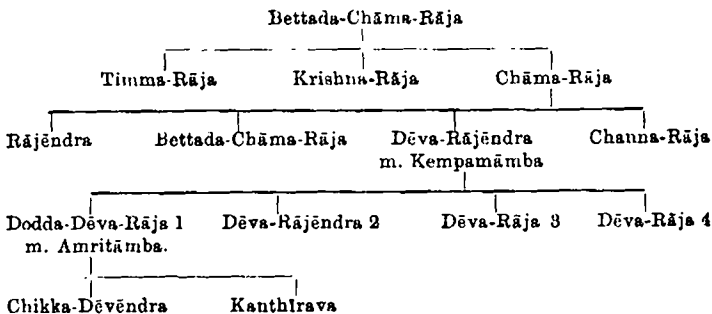 Bettada-Chāma-Rāja
Timma-Rāja Krishna-Rāja Chāma-Rāja
Rājēndra Bettada-Chāma-Rāja Dēva-Rājēndra Channa-Rāja
m. Kempamāmba
Dodda-Dēva-Rāja 1 Dēva-Rājēndra 2 Dēva-Rāja 3 Dēva-Rāja 4
m. Amritāmba.
Chikka-Dēvēndra Kanthīrava